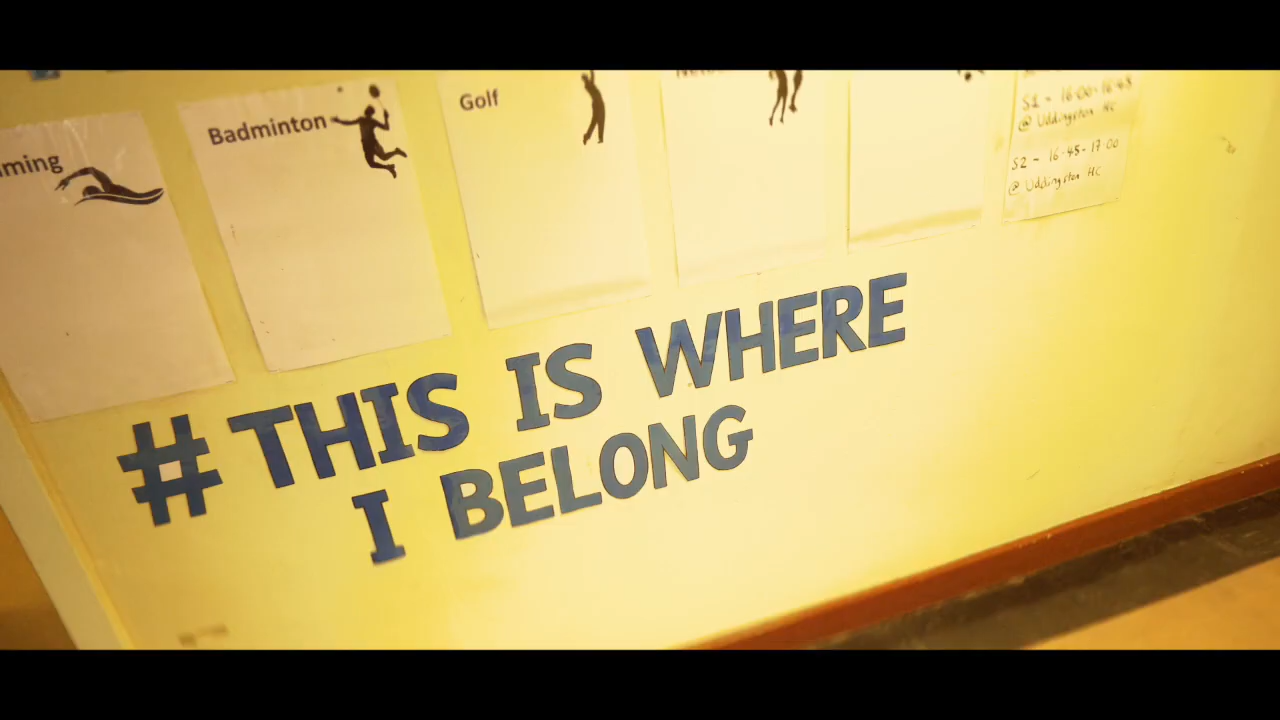 Badminton
Golf
S1 - 16:00-16:45
@ Uddingston HC
S2 - 16:45-17:00
@ Uddingston HC
# THIS IS WHERE
I BELONG